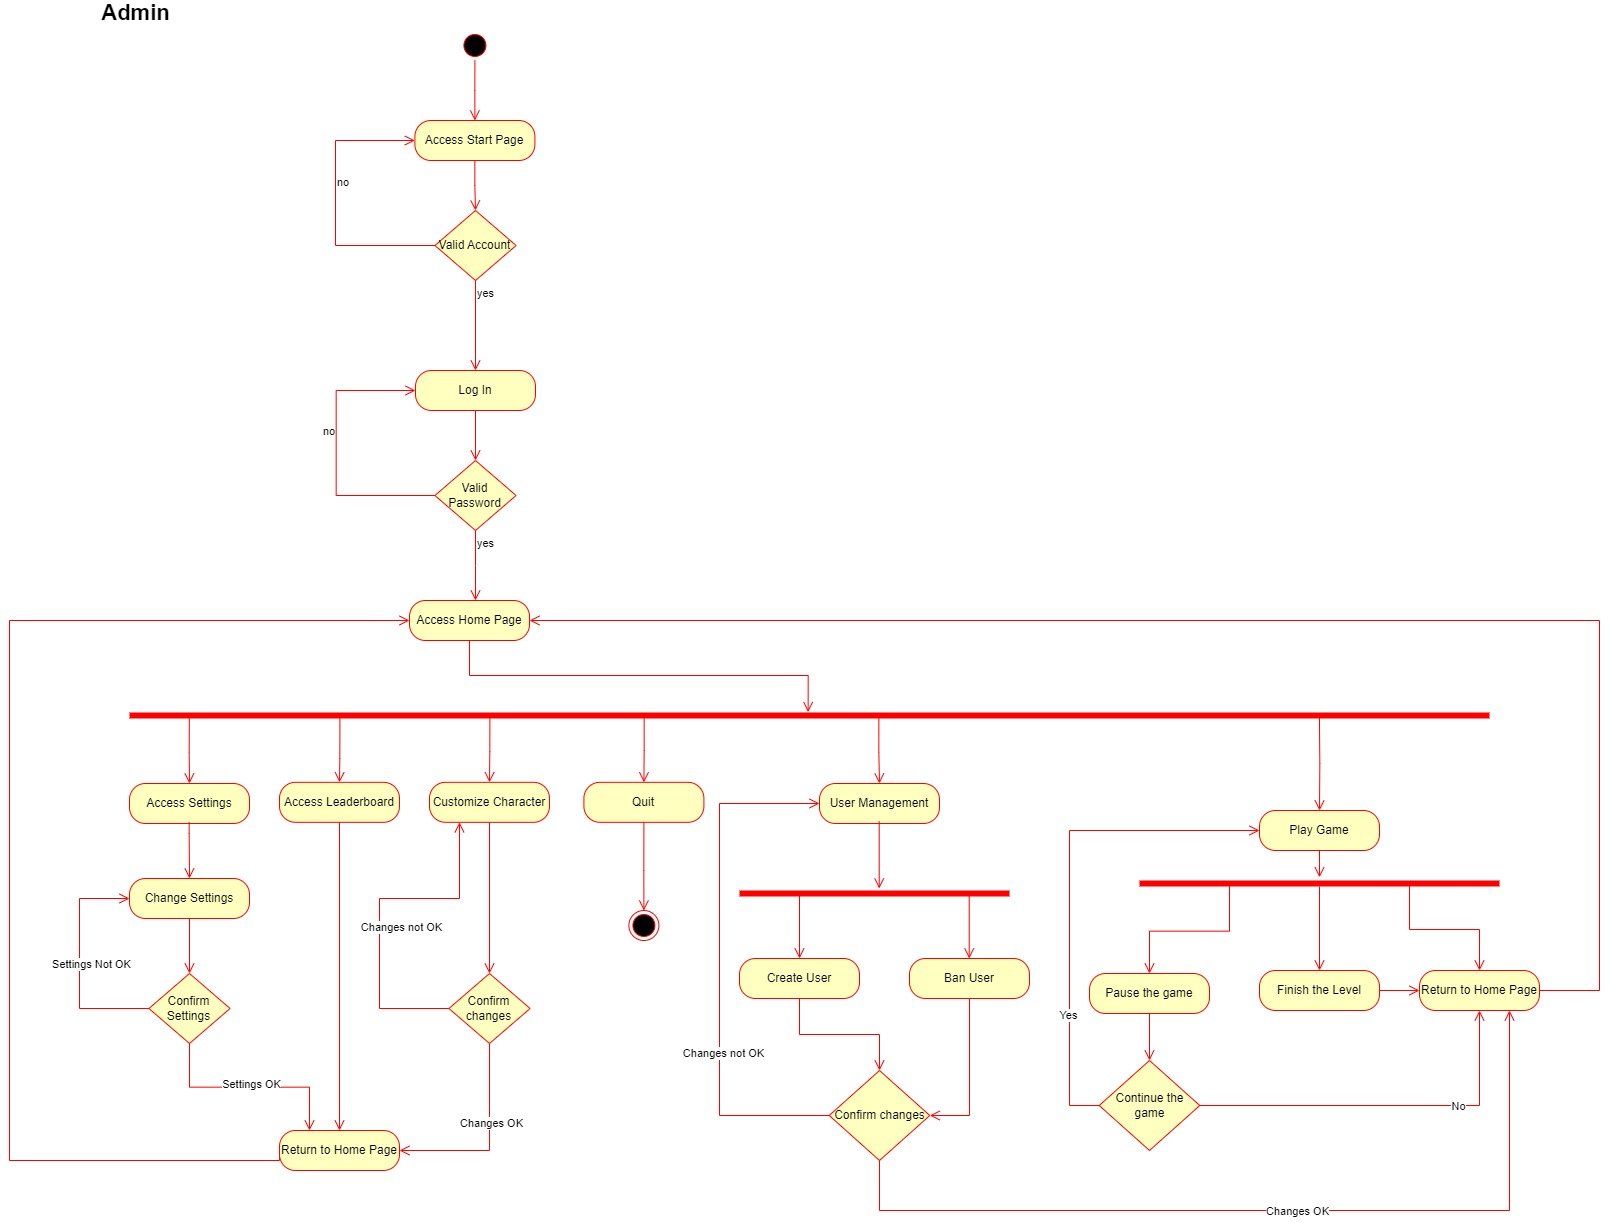 Admin
Access Start Page
no
Valid Account
yes
Log In
no
Valid
Password
yes
Access Home Page
Access Settings
Access Leaderboard
Customize Character
Quit
User Management
Play Game
Change Settings
Changes not OK
Settings Not OK
Confirm
Settings
Confirm
changes
Create User
Ban User
Pause the game
Finish the Level
Return to Home Page
Yes
Changes not OK
Settings OK
Changes OK
Confirm changes
Continue the
game
No
Return to Home Page
Changes OK